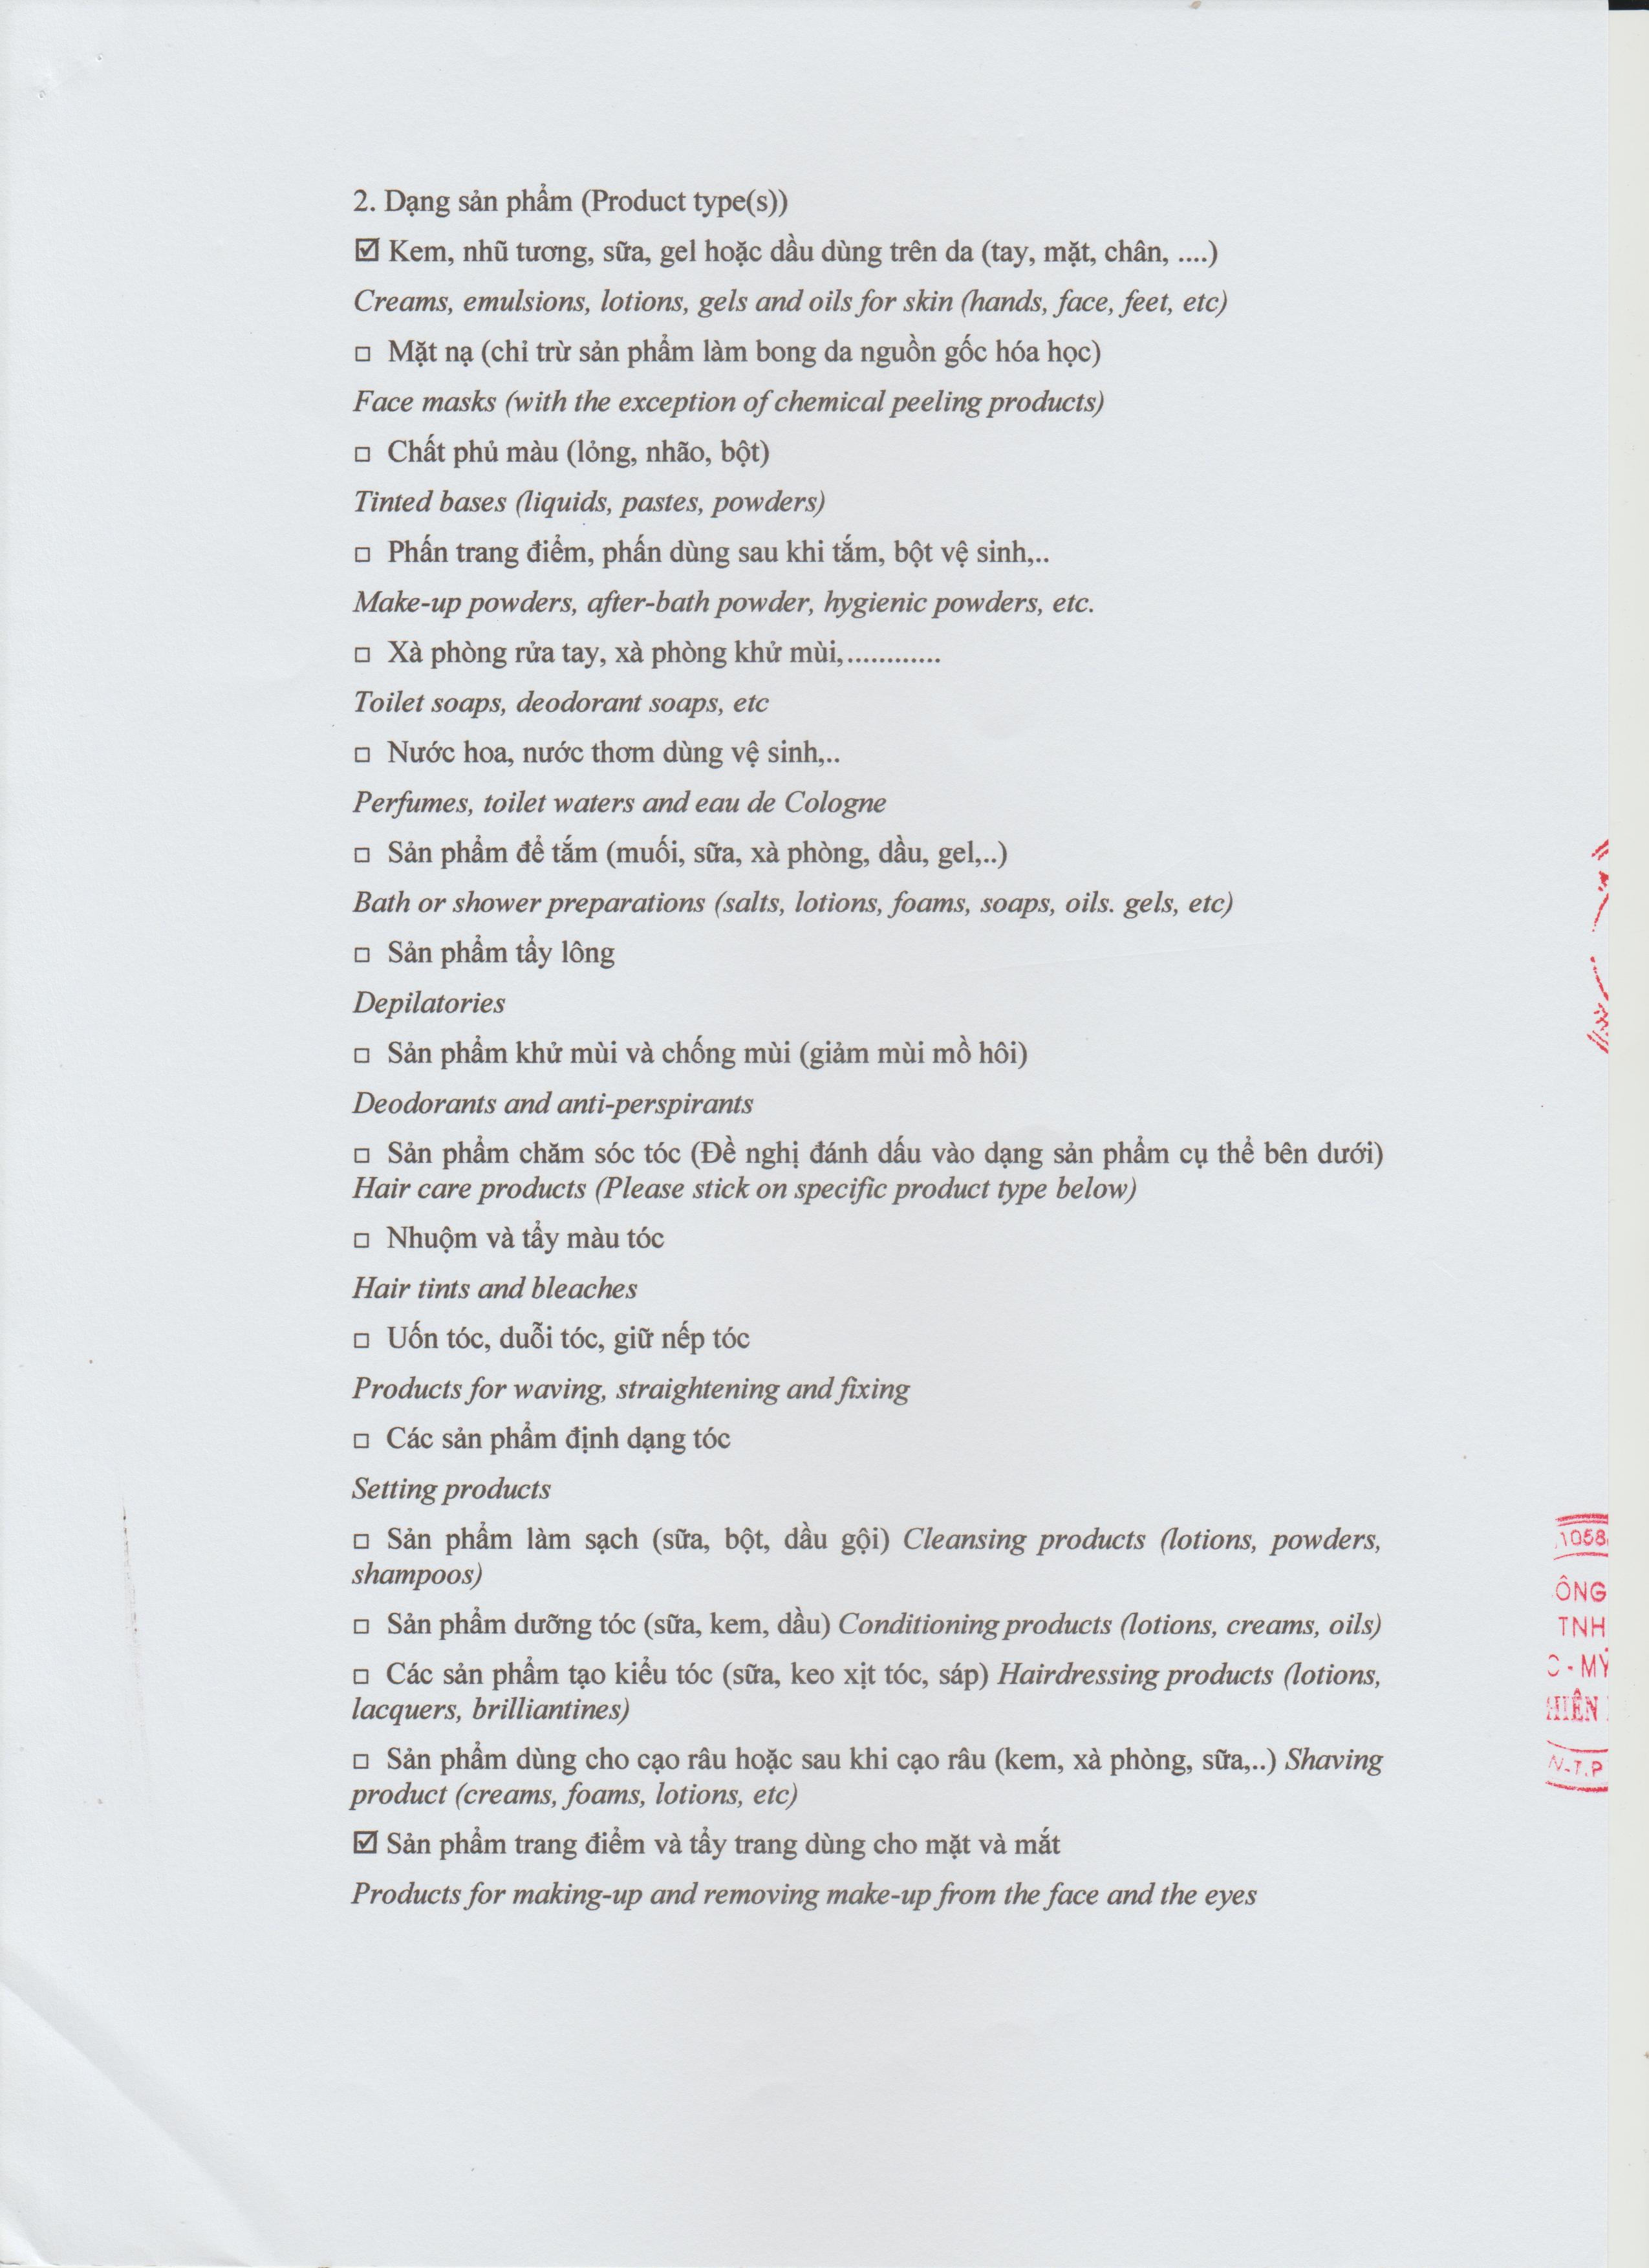 2. Dạng sản phẩm (Product type(s))
☑ Kem, nhũ tương, sữa, gel hoặc dầu dùng trên da (tay, mặt, chân, ....)
Creams, emulsions, lotions, gels and oils for skin (hands, face, feet, etc)
□ Mặt nạ (chỉ trừ sản phẩm làm bong da nguồn gốc hóa học)
Face masks (with the exception of chemical peeling products)
□ Chất phủ màu (lỏng, nhão, bột)
Tinted bases (liquids, pastes, powders)
□ Phấn trang điểm, phấn dùng sau khi tắm, bột vệ sinh,..
Make-up powders, after-bath powder, hygienic powders, etc.
□ Xà phòng rửa tay, xà phòng khử mùi,............
Toilet soaps, deodorant soaps, etc
□ Nước hoa, nước thơm dùng vệ sinh,..
Perfumes, toilet waters and eau de Cologne
□ Sản phẩm để tắm (muối, sữa, xà phòng, dầu, gel,..)
Bath or shower preparations (salts, lotions, foams, soaps, oils. gels, etc)
□ Sản phẩm tẩy lông
Depilatories
□ Sản phẩm khử mùi và chống mùi (giảm mùi mồ hôi)
Deodorants and anti-perspirants
□ Sản phẩm chăm sóc tóc (Đề nghị đánh dấu vào dạng sản phẩm cụ thể bên dưới)
Hair care products (Please stick on specific product type below)
□ Nhuộm và tẩy màu tóc
Hair tints and bleaches
□ Uốn tóc, duỗi tóc, giữ nếp tóc
Products for waving, straightening and fixing
□ Các sản phẩm định dạng tóc
Setting products
□ Sản phẩm làm sạch (sữa, bột, dầu gội) Cleansing products (lotions, powders,
shampoos)
□ Sản phẩm dưỡng tóc (sữa, kem, dầu) Conditioning products (lotions, creams, oils)
□ Các sản phẩm tạo kiểu tóc (sữa, keo xịt tóc, sáp) Hairdressing products (lotions,
lacquers, brilliantines)
□ Sản phẩm dùng cho cạo râu hoặc sau khi cạo râu (kem, xà phòng, sữa,..) Shaving
product (creams, foams, lotions, etc)
☑ Sản phẩm trang điểm và tẩy trang dùng cho mặt và mắt
Products for making-up and removing make-up from the face and the eyes
1058
ÔNG
TNH
- MỸ
HIÊN
N-T.P